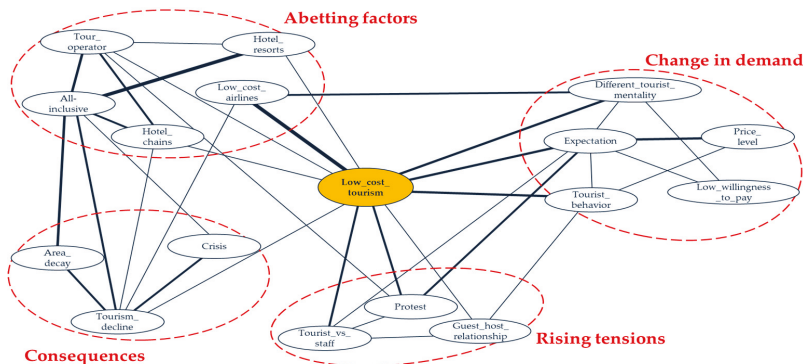 Abetting factors
Tour_
operator
Hotel_
resorts
Change in demand
All-
inclusive
Low_cost_
airlines
Different_tourist_
mentality
Hotel_
chains
Expectation
Price_
level
Low_cost_
tourism
Tourist_
behavior
Low_willingness
_to_pay
Area_
decay
Crisis
Protest
Tourism_
decline
Tourist_vs_
staff
Guest_host_
relationship
Rising tensions
Consequences